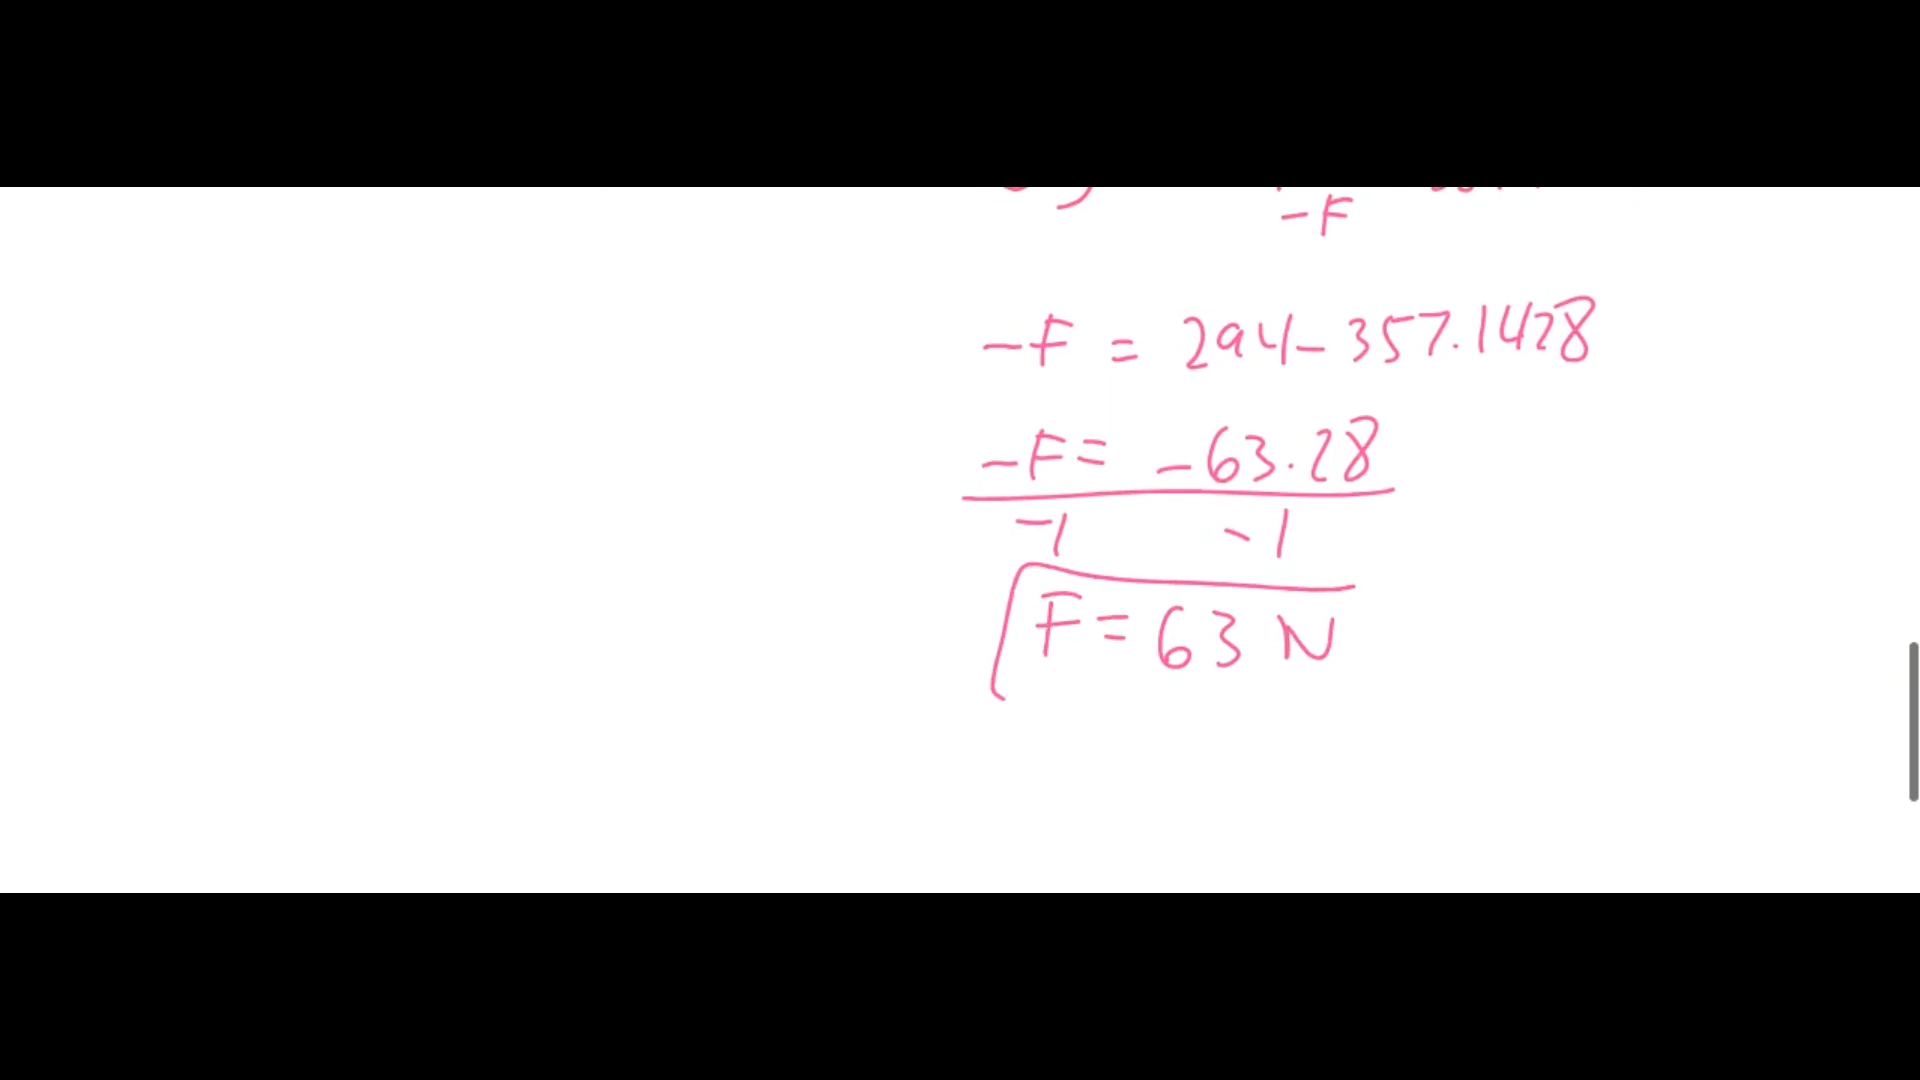 -F
-F = 294-357.1428
-F= -63.28
-1 -1
F= 63 N